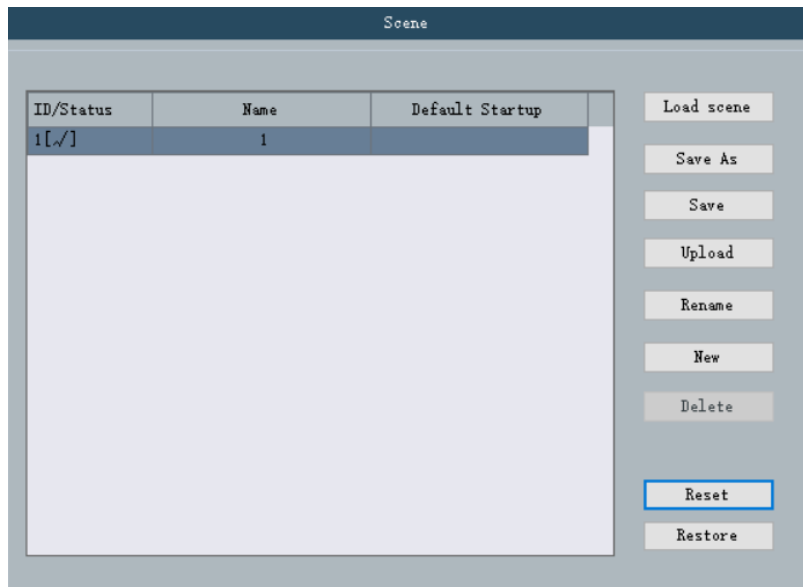 Scene
ID/Status Name Default Startup
1[√] 1
Load scene
Save As
Save
Upload
Rename
New
Delete
Reset
Restore